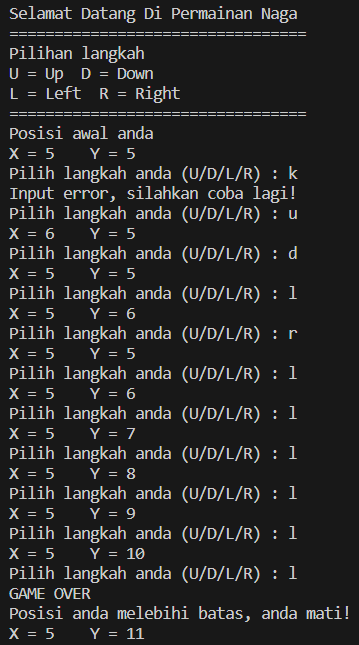 Selamat Datang Di Permainan Naga
=================================
Pilihan langkah
U = Up  D = Down
L = Left  R = Right
=================================
Posisi awal anda
X = 5    Y = 5
Pilih langkah anda (U/D/L/R) : k
Input error, silahkan coba lagi!
Pilih langkah anda (U/D/L/R) : u
X = 6    Y = 5
Pilih langkah anda (U/D/L/R) : d
X = 5    Y = 5
Pilih langkah anda (U/D/L/R) : l
X = 5    Y = 6
Pilih langkah anda (U/D/L/R) : r
X = 5    Y = 5
Pilih langkah anda (U/D/L/R) : l
X = 5    Y = 6
Pilih langkah anda (U/D/L/R) : l
X = 5    Y = 7
Pilih langkah anda (U/D/L/R) : l
X = 5    Y = 8
Pilih langkah anda (U/D/L/R) : l
X = 5    Y = 9
Pilih langkah anda (U/D/L/R) : l
X = 5    Y = 10
Pilih langkah anda (U/D/L/R) : l
GAME OVER
Posisi anda melebihi batas, anda mati!
X = 5    Y = 11